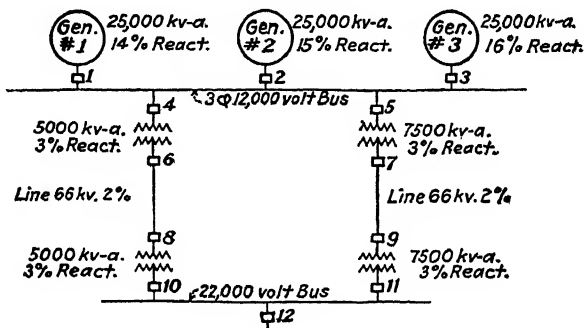 Gen. #1
25,000 kv-a.
14% React.
Gen. #2
25,000 kv-a.
15% React.
Gen. #3
25,000 kv-a.
16% React.
1
2
3
3φ 12,000 volt Bus
4
5
5000 kv-a.
3% React.
7500 kv-a.
3% React.
6
7
Line 66 kv. 2%
Line 66 kv. 2%
8
9
5000 kv-a.
3% React.
7500 kv-a.
3% React.
10
11
22,000 volt Bus
12